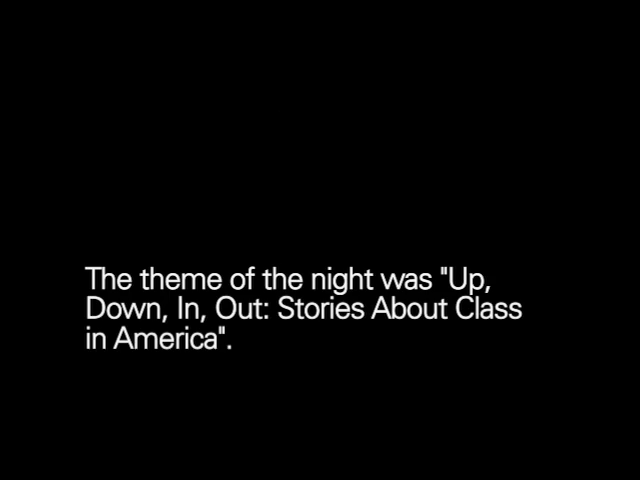 The theme of the night was "Up,
Down, In, Out: Stories About Class
in America".